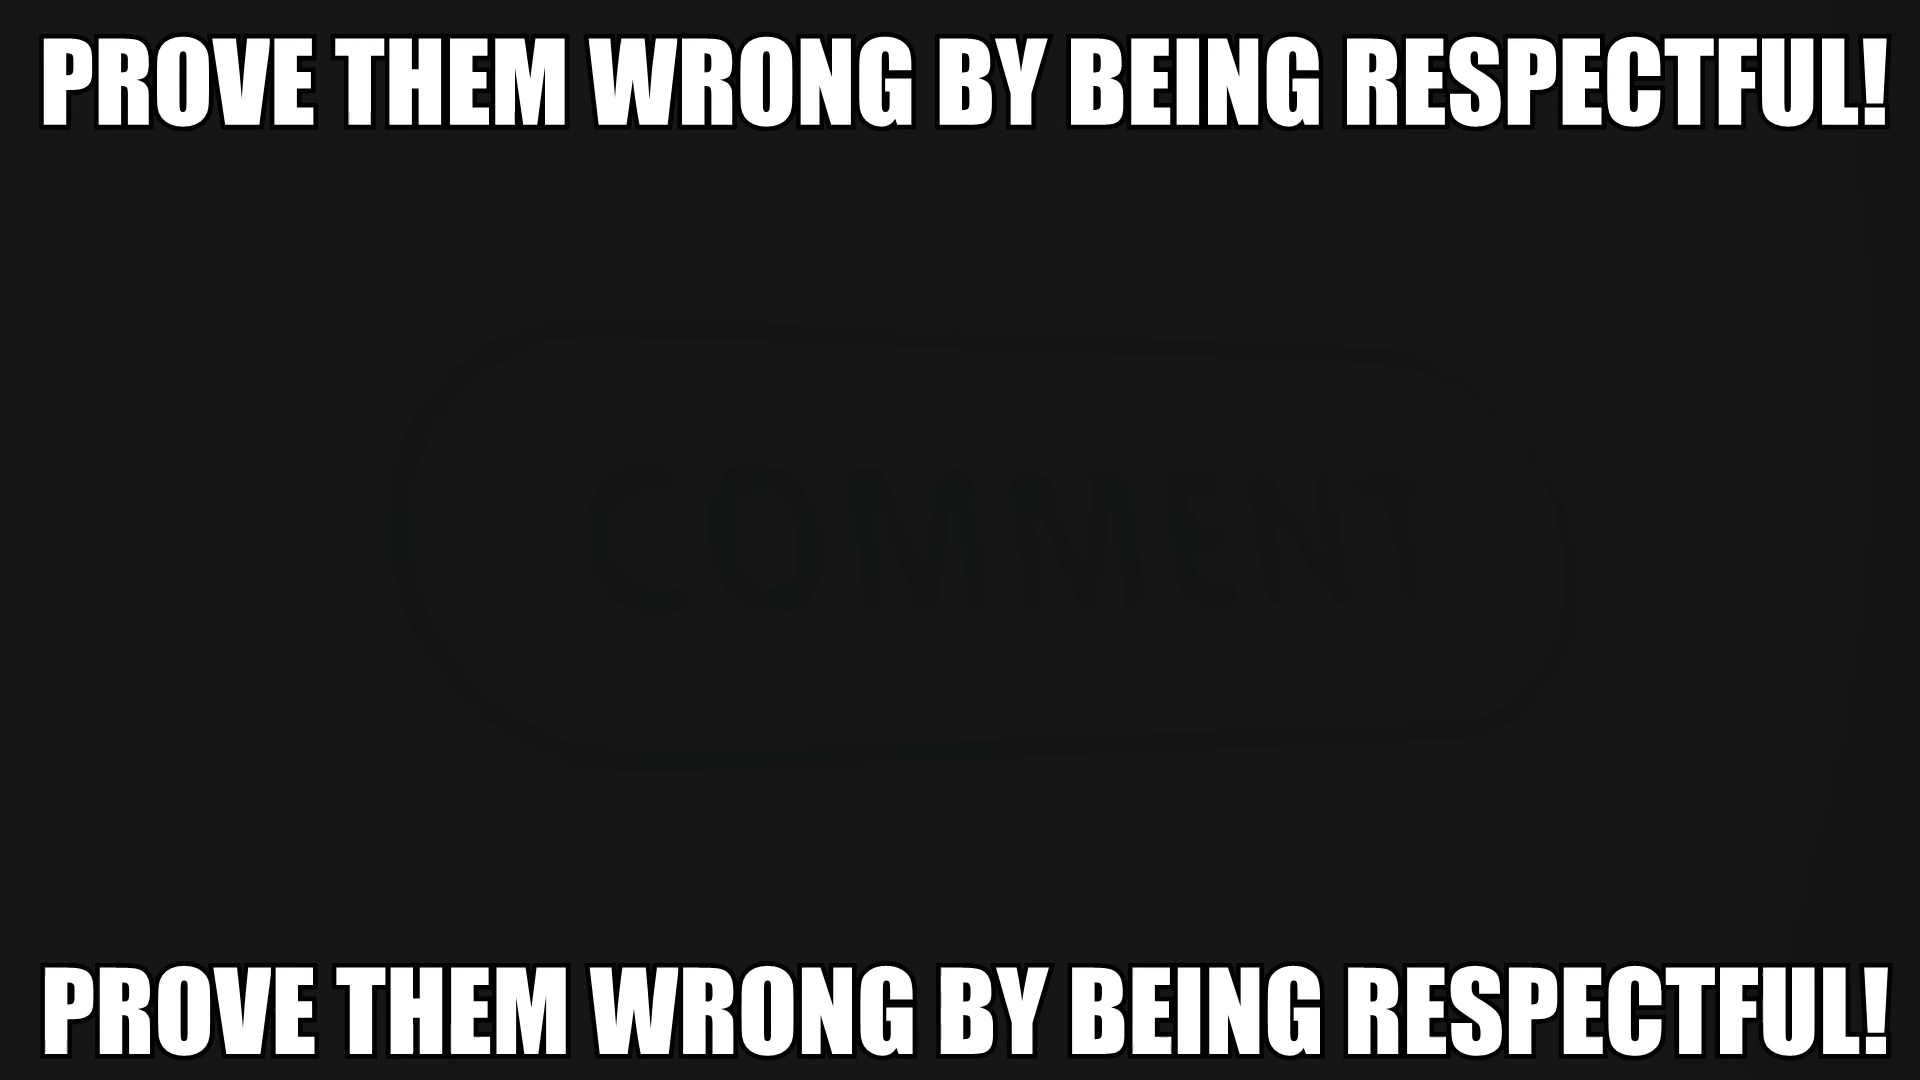 PROVE THEM WRONG BY BEING RESPECTFUL!
COMMENT
PROVE THEM WRONG BY BEING RESPECTFUL!